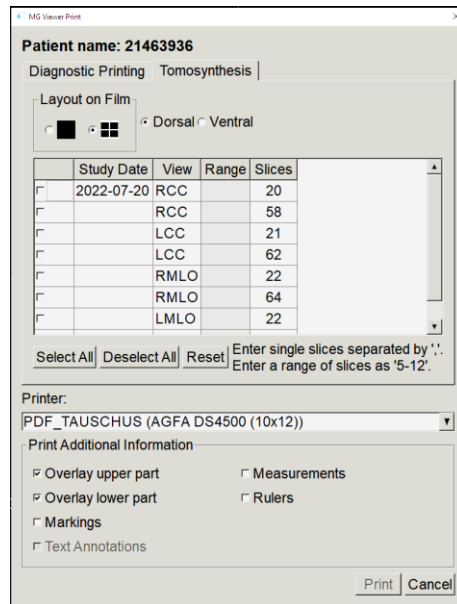 MG Viewer Print
Patient name: 21463936
Diagnostic Printing Tomosynthesis
Layout on Film
Dorsal Ventral
Study Date View Range Slices
2022-07-20 RCC 20
RCC 58
LCC 21
LCC 62
RMLO 22
RMLO 64
LMLO 22
Select All Deselect All Reset Enter single slices separated by ','.
Enter a range of slices as '5-12'.
Printer:
PDF_TAUSCHUS (AGFA DS4500 (10x12))
Print Additional Information
Overlay upper part Measurements
Overlay lower part Rulers
Markings
Text Annotations
Print Cancel